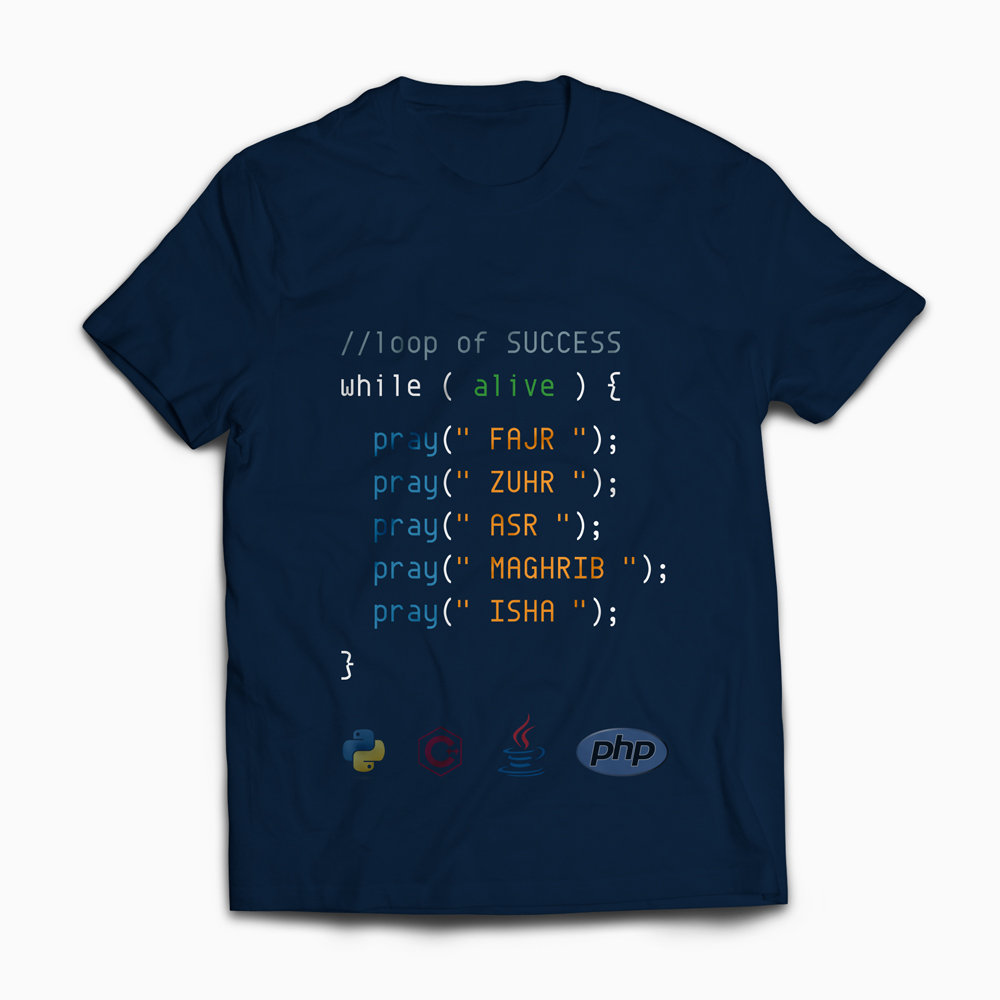 //loop of SUCCESS
while ( alive ) {
pray(" FAJR ");
pray(" ZUHR ");
pray(" ASR ");
pray(" MAGHRIB ");
pray(" ISHA ");
}
C php